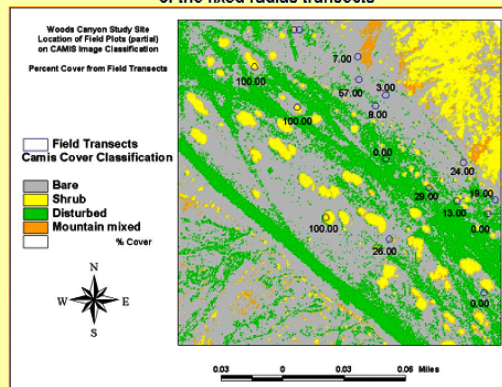 of the fixed radius transects
Woods Canyon Study Site
Location of Field Plots (partial)
on CAMIS Image Classification
Percent Cover from Field Transects
Field Transects
Camis Cover Classification
Bare
Shrub
Disturbed
Mountain mixed
% Cover
N
W E
S
7.00
100.00
57.00
3.00
8.00
100.00
0.00
24.00
29.00
19.00
13.00
0.00
100.00
26.00
0.00
0.03 0 0.03 0.06 Miles